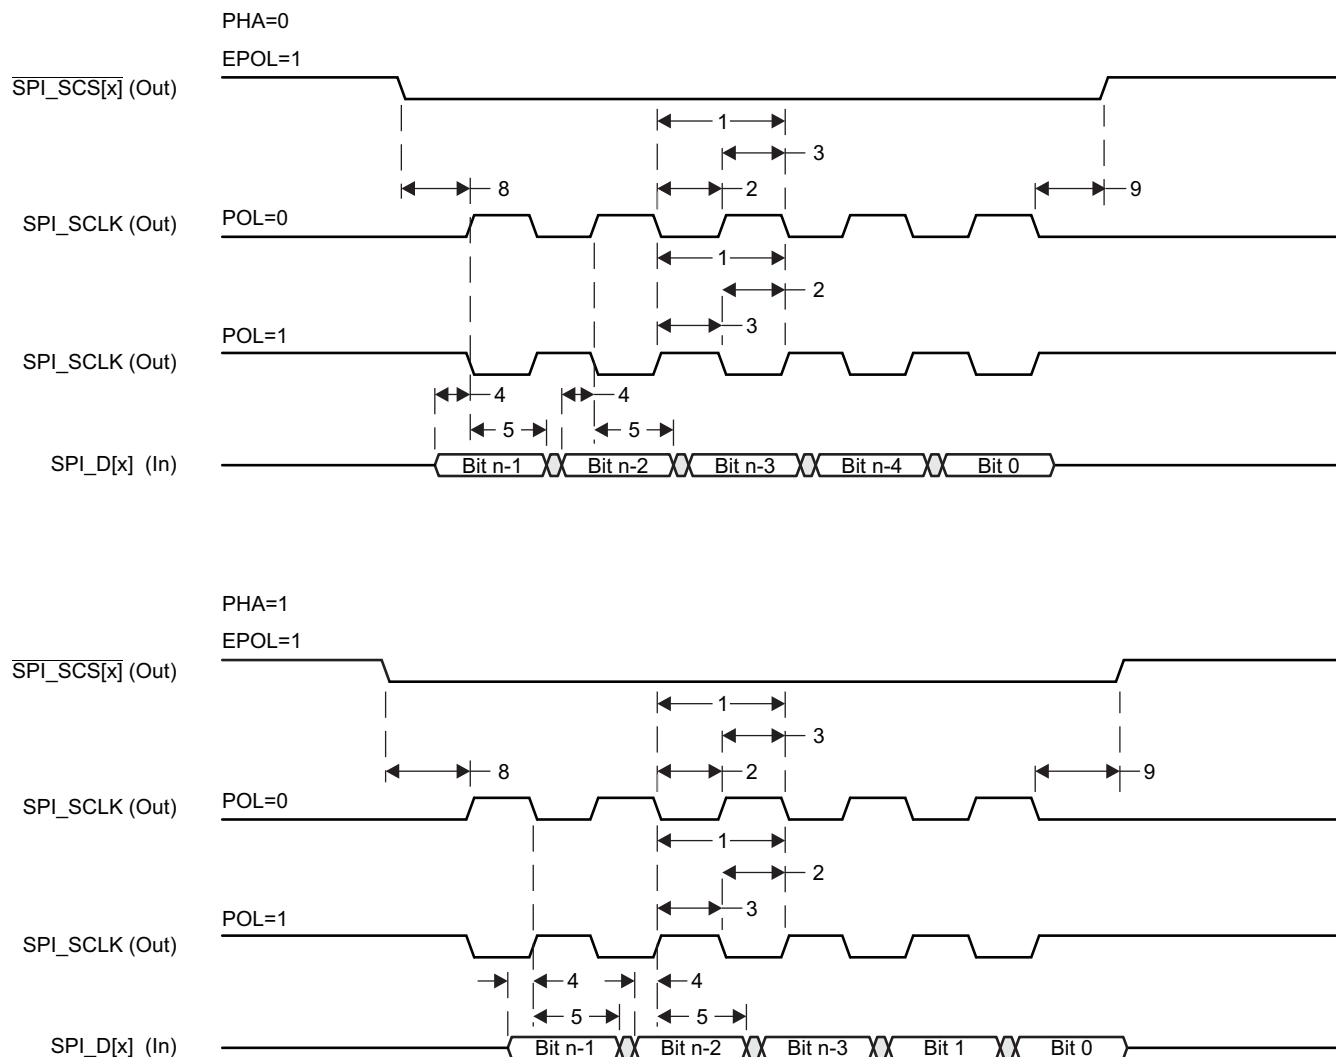 PHA=0
EPOL=1
SPI_SCS[x] (Out)
1
3
8
2
9
SPI_SCLK (Out)
POL=0
1
2
3
POL=1
SPI_SCLK (Out)
4
4
5
5
SPI_D[x] (In)
Bit n-1
Bit n-2
Bit n-3
Bit n-4
Bit 0
PHA=1
EPOL=1
SPI_SCS[x] (Out)
1
3
8
2
9
SPI_SCLK (Out)
POL=0
1
2
3
POL=1
SPI_SCLK (Out)
4
4
5
5
SPI_D[x] (In)
Bit n-1
Bit n-2
Bit n-3
Bit 1
Bit 0